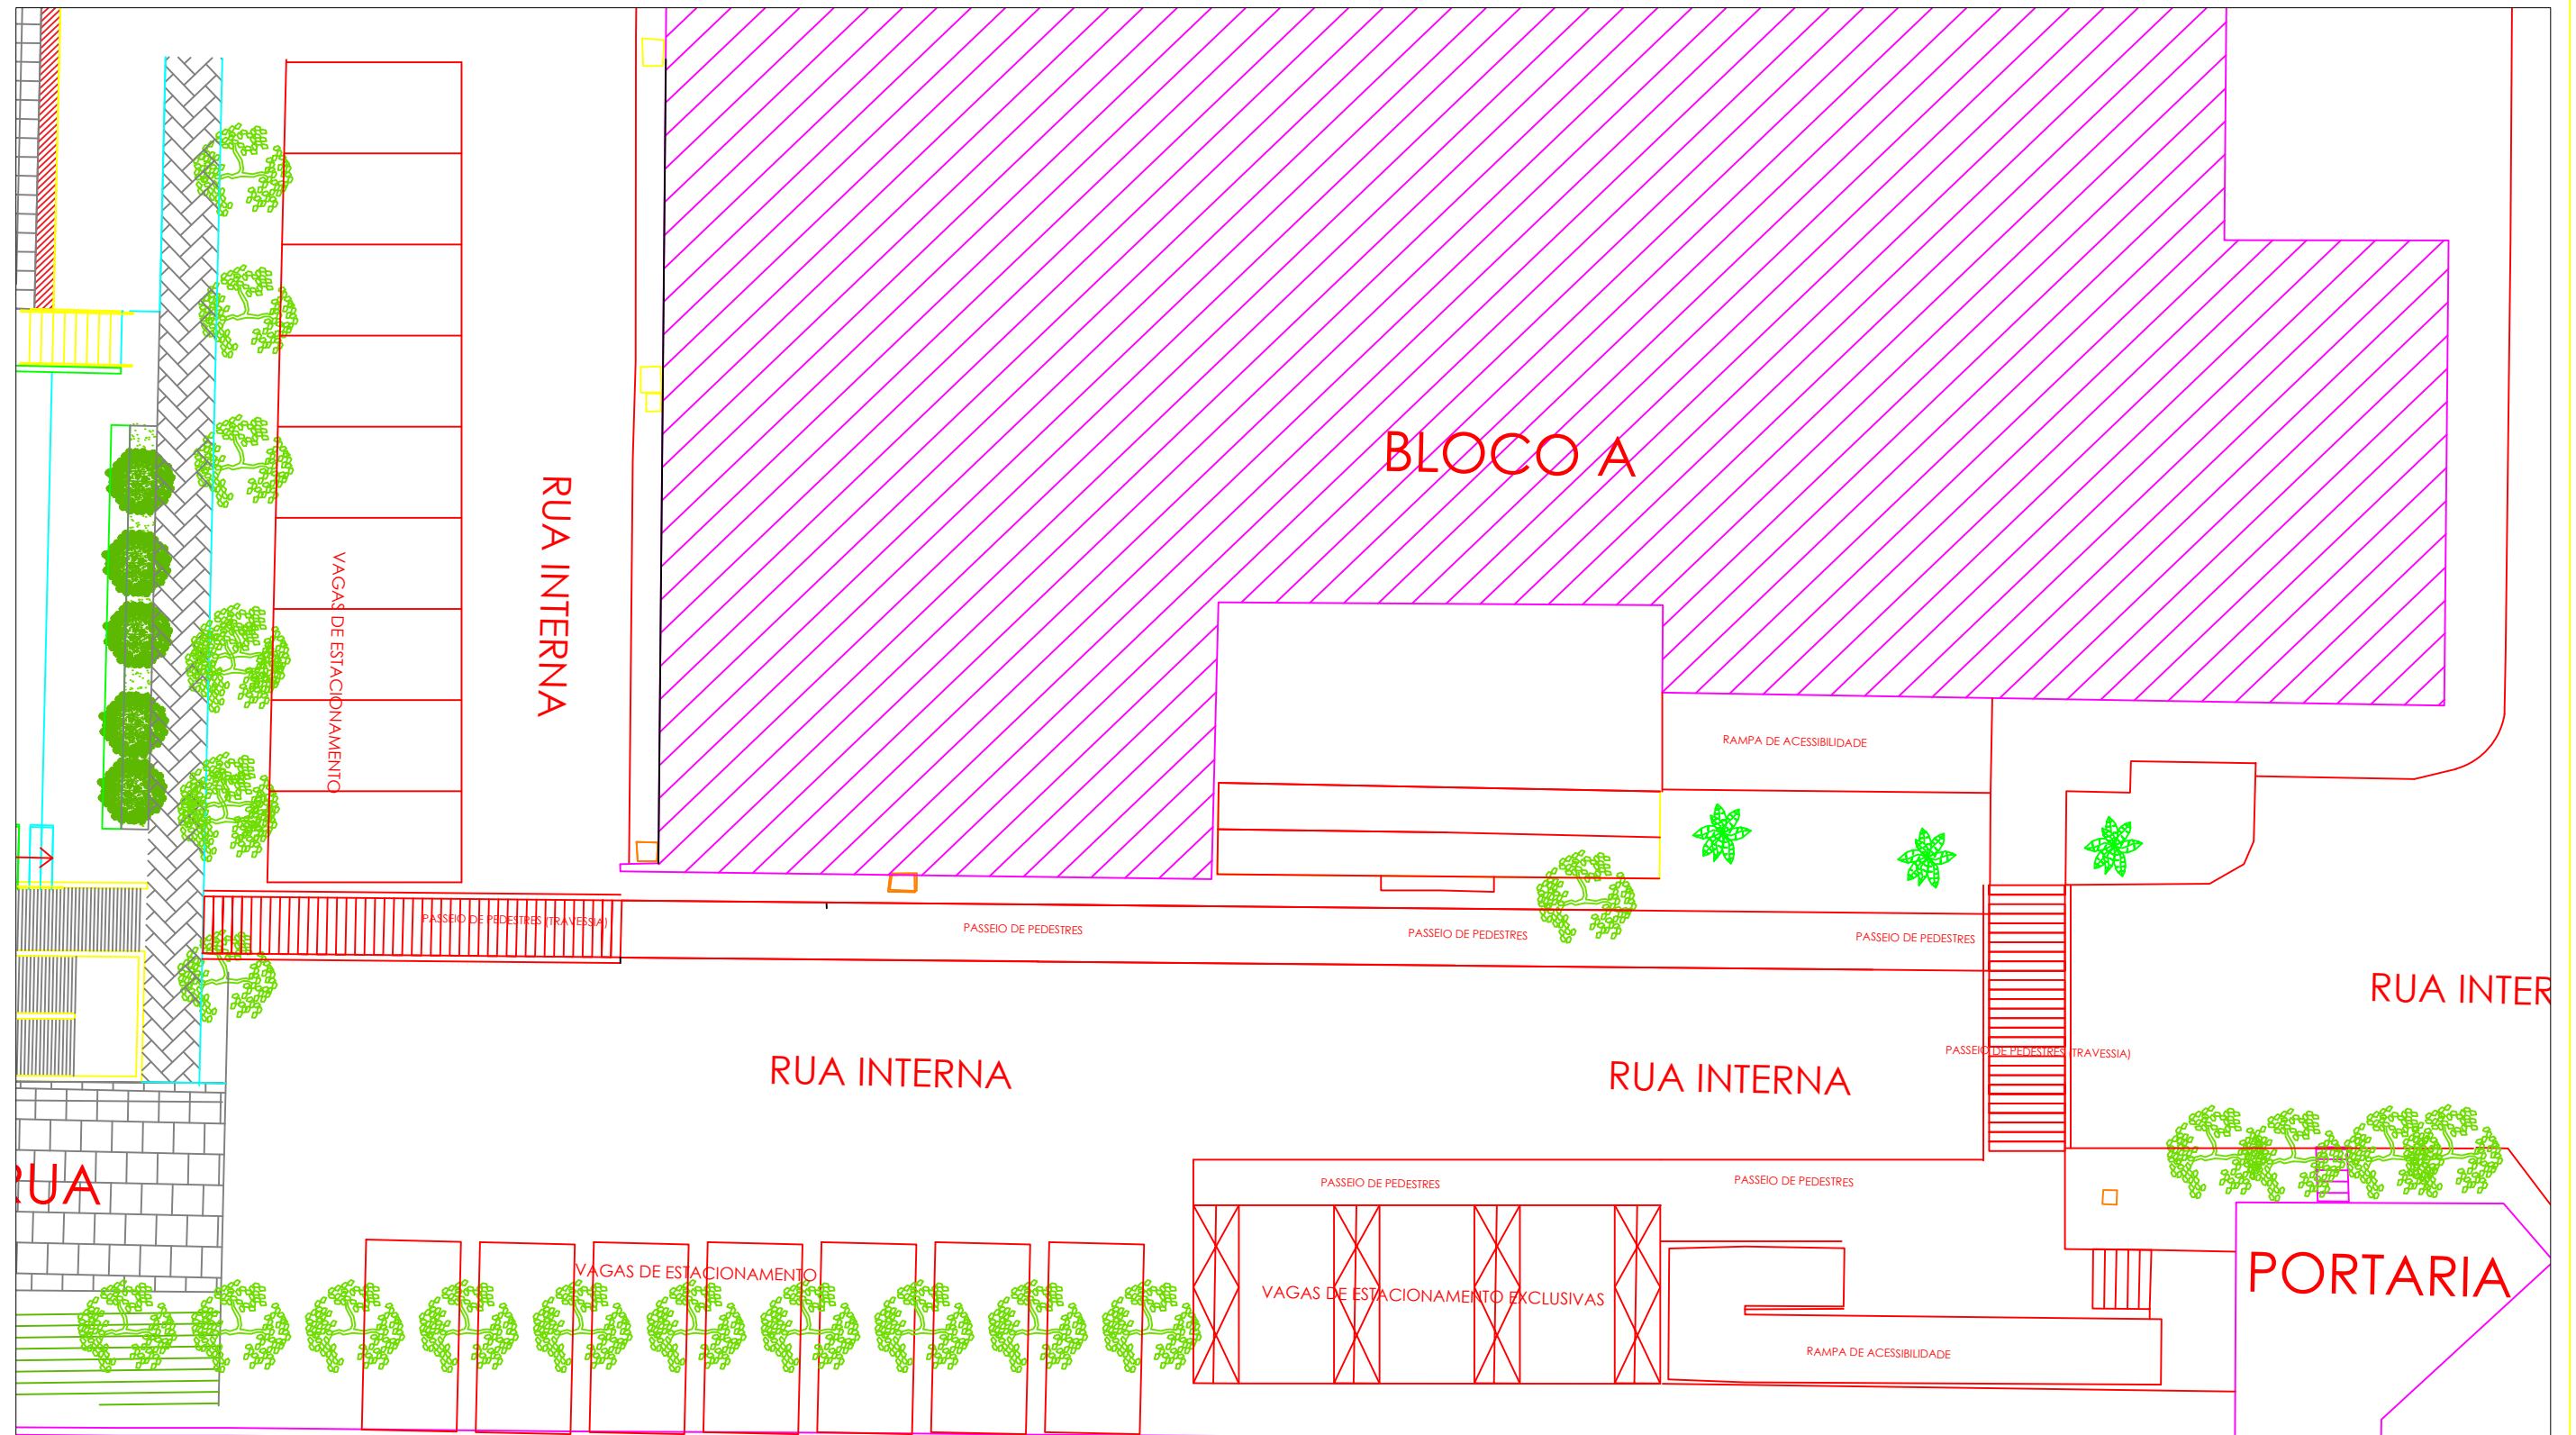 BLOCO A
RUA INTERNA
VAGAS DE ESTACIONAMENTO
RAMPA DE ACESSIBILIDADE
PASSEIO DE PEDESTRES (TRAVESSIA)
PASSEIO DE PEDESTRES
PASSEIO DE PEDESTRES
PASSEIO DE PEDESTRES
RUA INTER
RUA INTERNA
RUA INTERNA
PASSEIO DE PEDESTRES (TRAVESSIA)
RUA
PASSEIO DE PEDESTRES
PASSEIO DE PEDESTRES
VAGAS DE ESTACIONAMENTO
VAGAS DE ESTACIONAMENTO EXCLUSIVAS
PORTARIA
RAMPA DE ACESSIBILIDADE